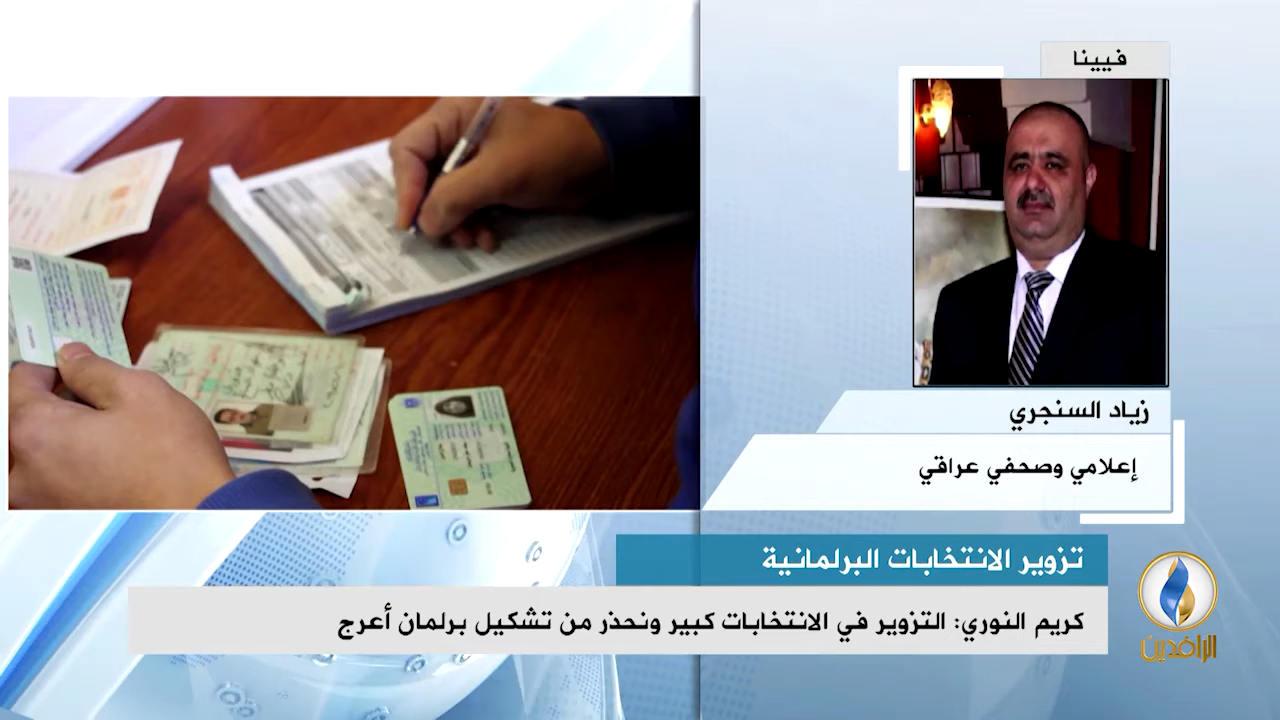 فيينا
زياد السنجري
إعلامي وصحفي عراقي
تزوير الانتخابات البرلمانية
كريم النوري: التزوير في الانتخابات كبير ونحذر من تشكيل برلمان أعرج
الرافدين